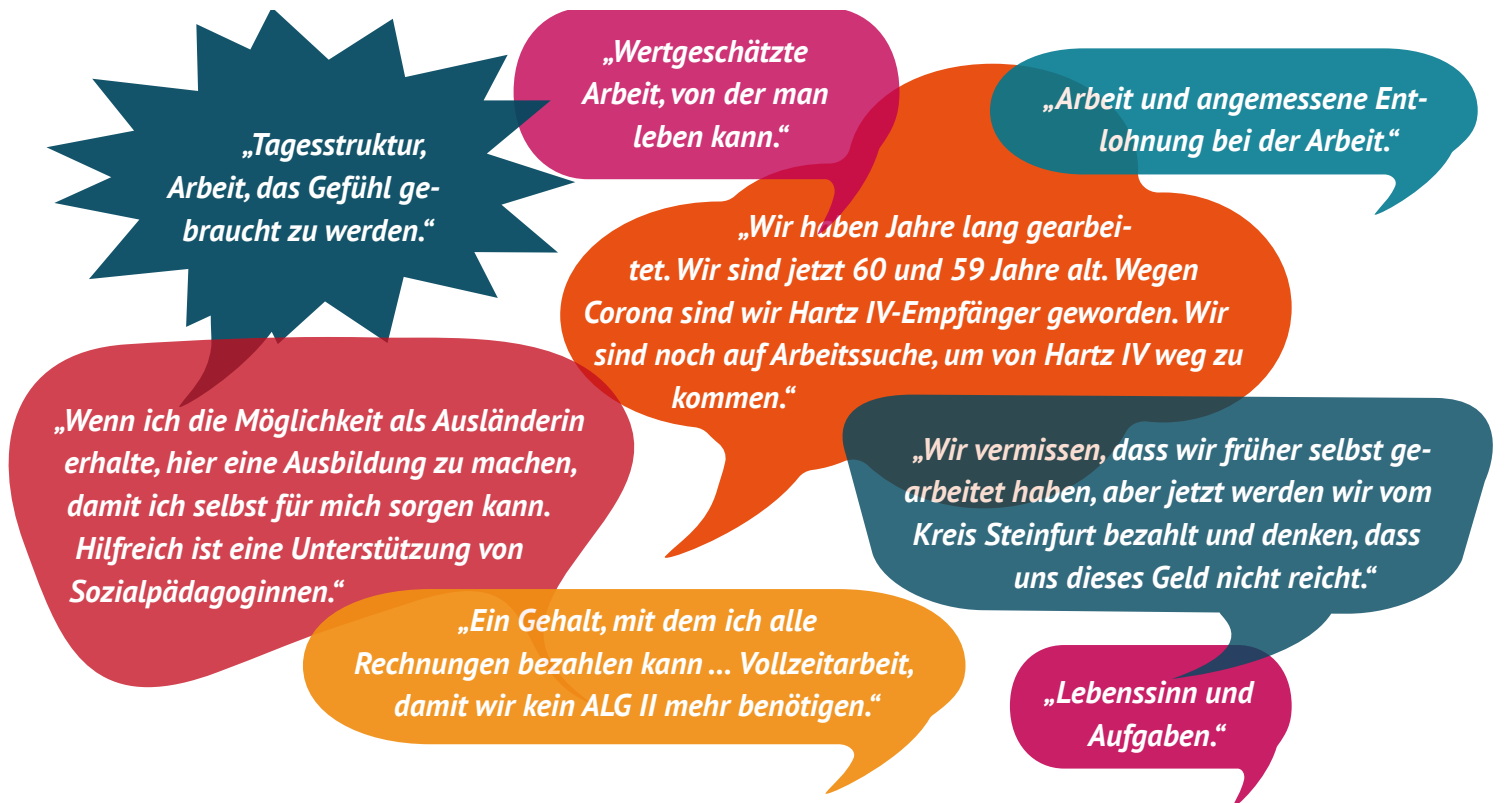 „Tagesstruktur,
Arbeit, das Gefühl ge-
braucht zu werden.“
„Wertgeschätzte
Arbeit, von der man
leben kann.“
„Arbeit und angemessene Ent-
lohnung bei der Arbeit.“
„Wir haben Jahre lang gearbei-
tet. Wir sind jetzt 60 und 59 Jahre alt. Wegen
Corona sind wir Hartz IV-Empfänger geworden. Wir
sind noch auf Arbeitssuche, um von Hartz IV weg zu
kommen.“
„Wenn ich die Möglichkeit als Ausländerin
erhalte, hier eine Ausbildung zu machen,
damit ich selbst für mich sorgen kann.
Hilfreich ist eine Unterstützung von
Sozialpädagoginnen.“
„Wir vermissen, dass wir früher selbst ge-
arbeitet haben, aber jetzt werden wir vom
Kreis Steinfurt bezahlt und denken, dass
uns dieses Geld nicht reicht.“
„Ein Gehalt, mit dem ich alle
Rechnungen bezahlen kann ... Vollzeitarbeit,
damit wir kein ALG II mehr benötigen.“
„Lebenssinn und
Aufgaben.“